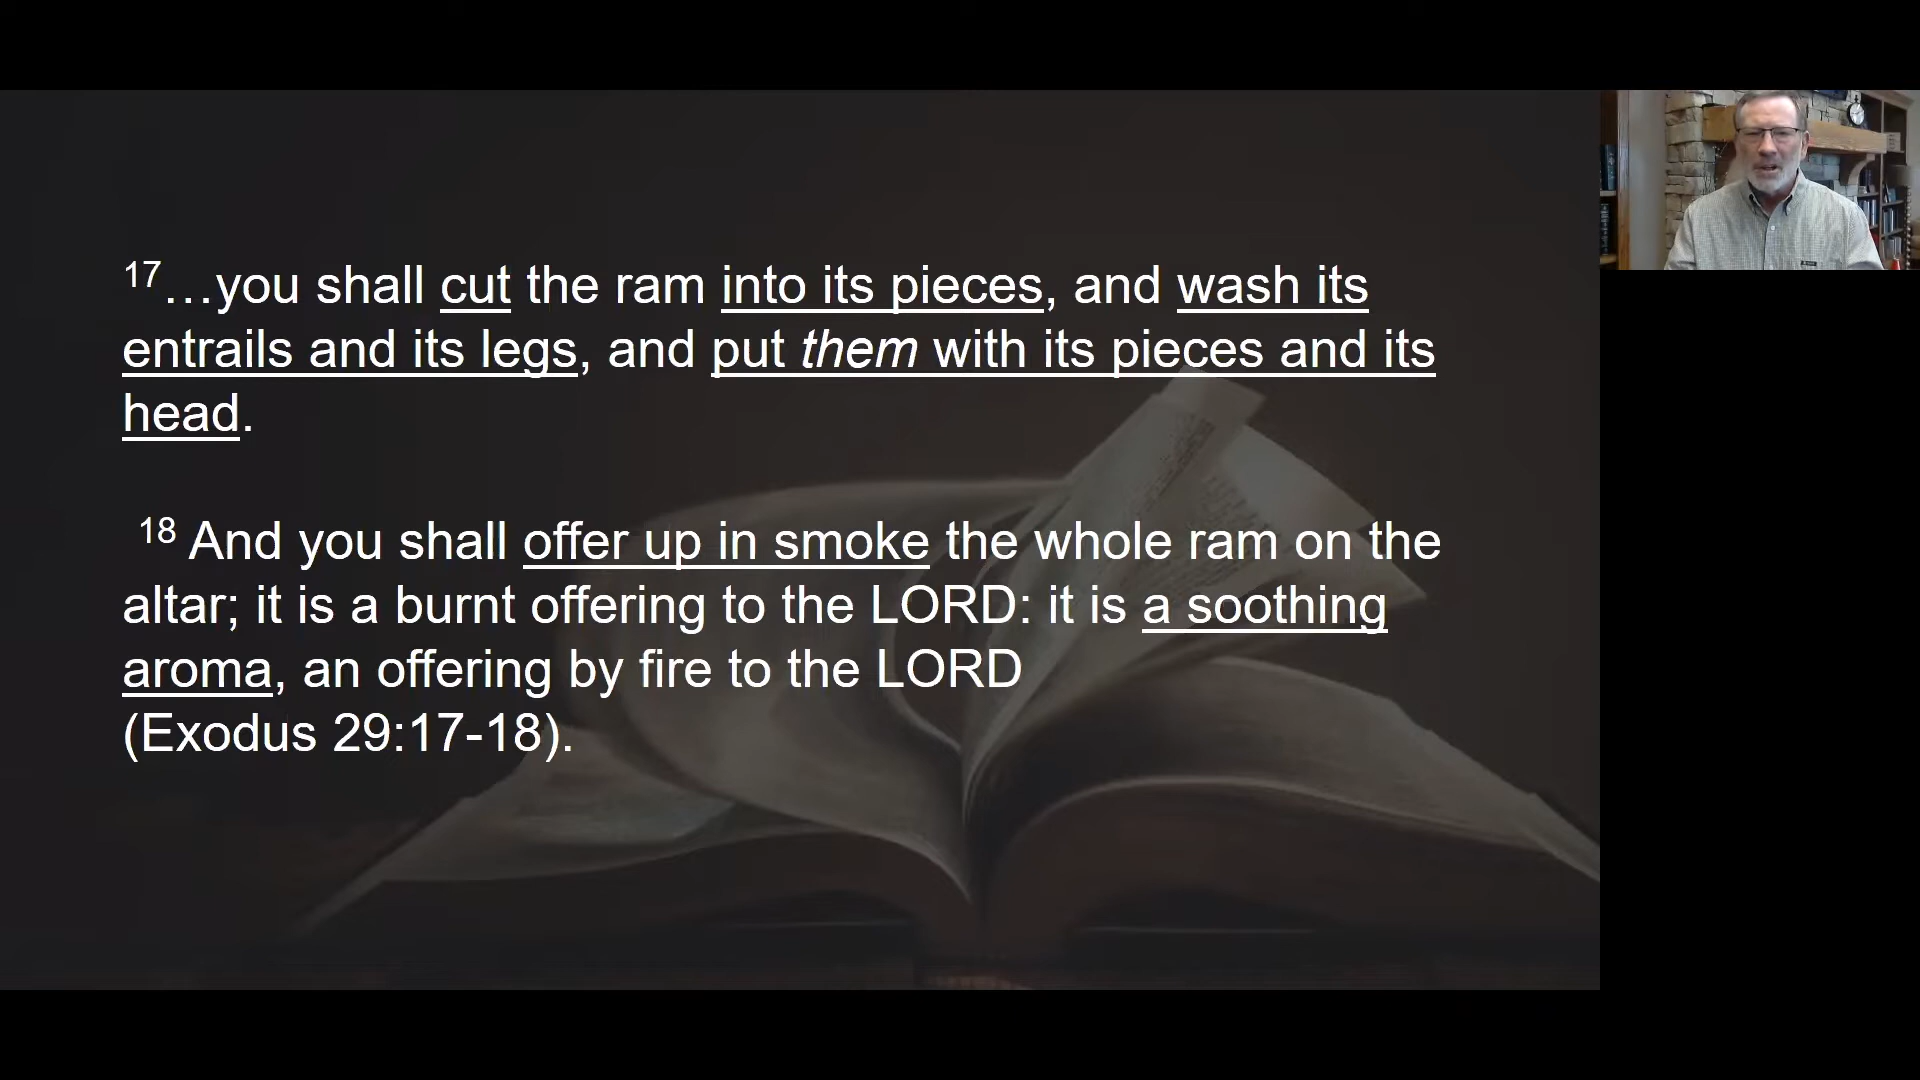 17…you shall cut the ram into its pieces, and wash its
entrails and its legs, and put them with its pieces and its
head.
18 And you shall offer up in smoke the whole ram on the
altar; it is a burnt offering to the LORD: it is a soothing
aroma, an offering by fire to the LORD
(Exodus 29:17-18).